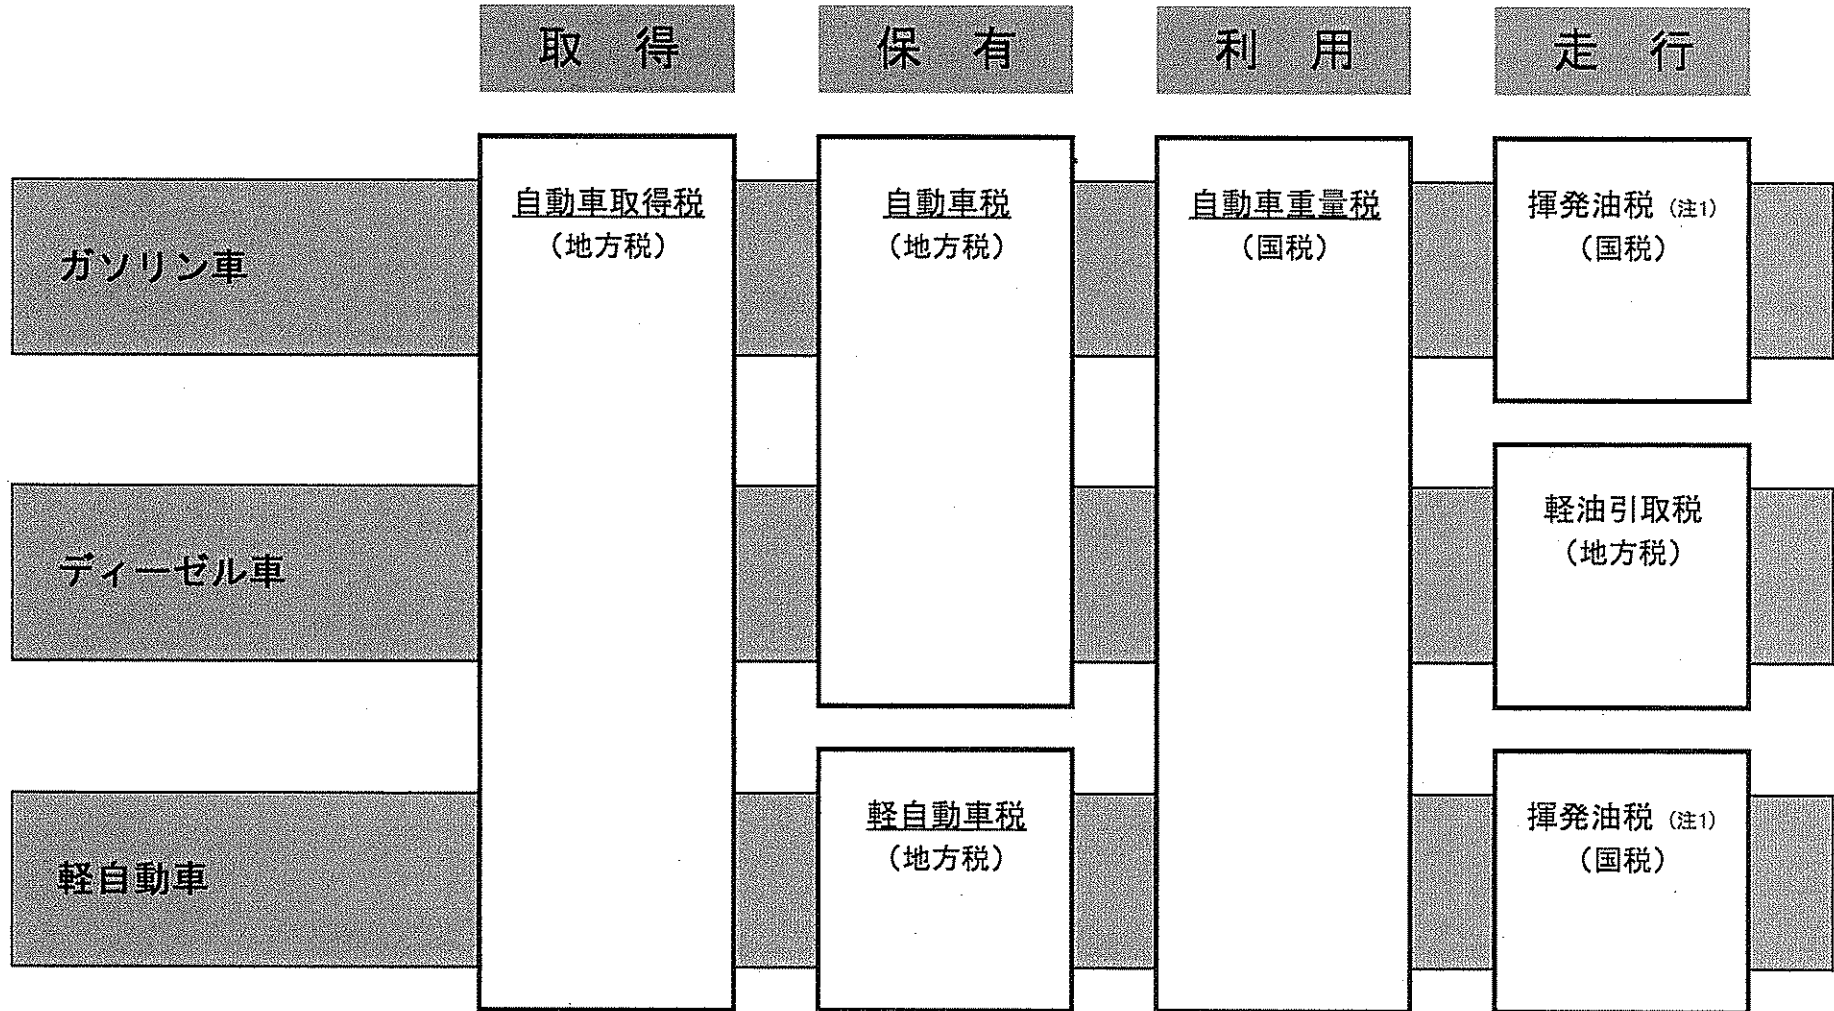 取 得
保 有
利 用
走 行
ガソリン車
自動車取得税
(地方税)
自動車税
(地方税)
自動車重量税
(国税)
揮発油税 (注1)
(国税)
ディーゼル車
軽油引取税
(地方税)
軽自動車
軽自動車税
(地方税)
揮発油税 (注1)
(国税)